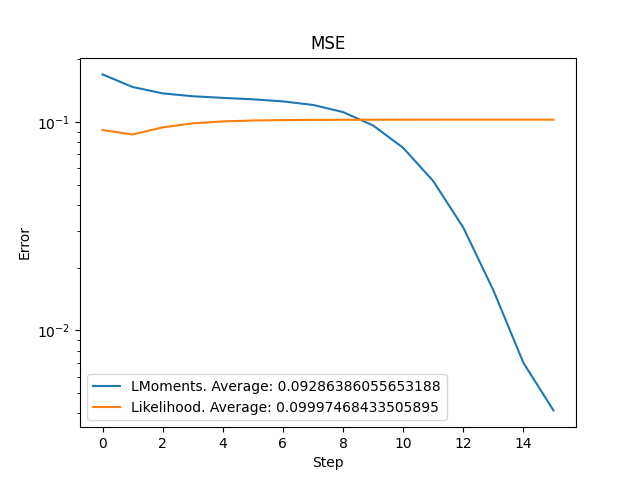 MSE
10⁻¹
10⁻²
Error
LMoments. Average: 0.09286386055653188
Likelihood. Average: 0.09997468433505895
0 2 4 6 8 10 12 14
Step